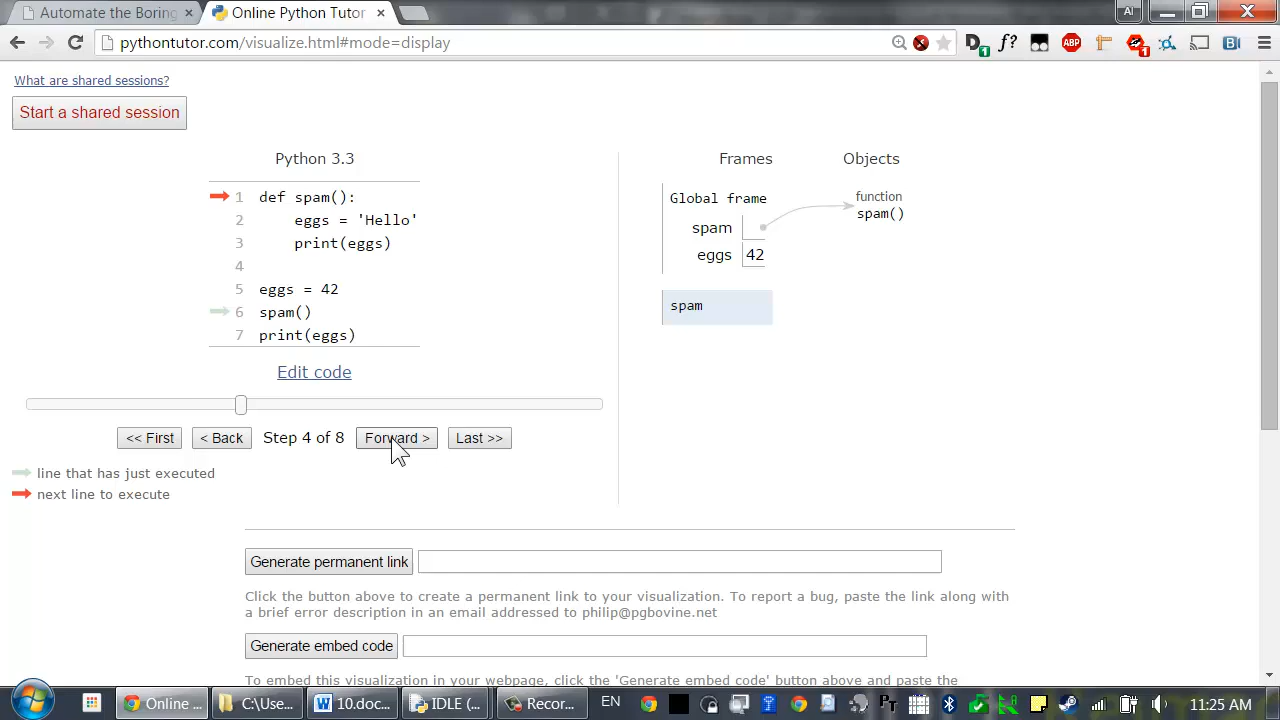 Automate the Boring
Online Python Tutor
Ai
pythontutor.com/visualize.html#mode=display
D 1
f?
ABP
1
What are shared sessions?
Start a shared session
Python 3.3
Frames
Objects
1 def spam():
2 eggs = 'Hello'
3 print(eggs)
4
5 eggs = 42
6 spam()
7 print(eggs)
Global frame
spam
eggs 42
function
spam()
spam
Edit code
<< First
< Back
Step 4 of 8
Forward >
Last >>
line that has just executed
next line to execute
Generate permanent link
Click the button above to create a permanent link to your visualization. To report a bug, paste the link along with
a brief error description in an email addressed to philip@pgbovine.net
Generate embed code
To embed this visualization in your webpage, click the 'Generate embed code' button above and paste the
Online ...
C:\Use...
10.doc...
IDLE (...
Recor...
EN
11:25 AM